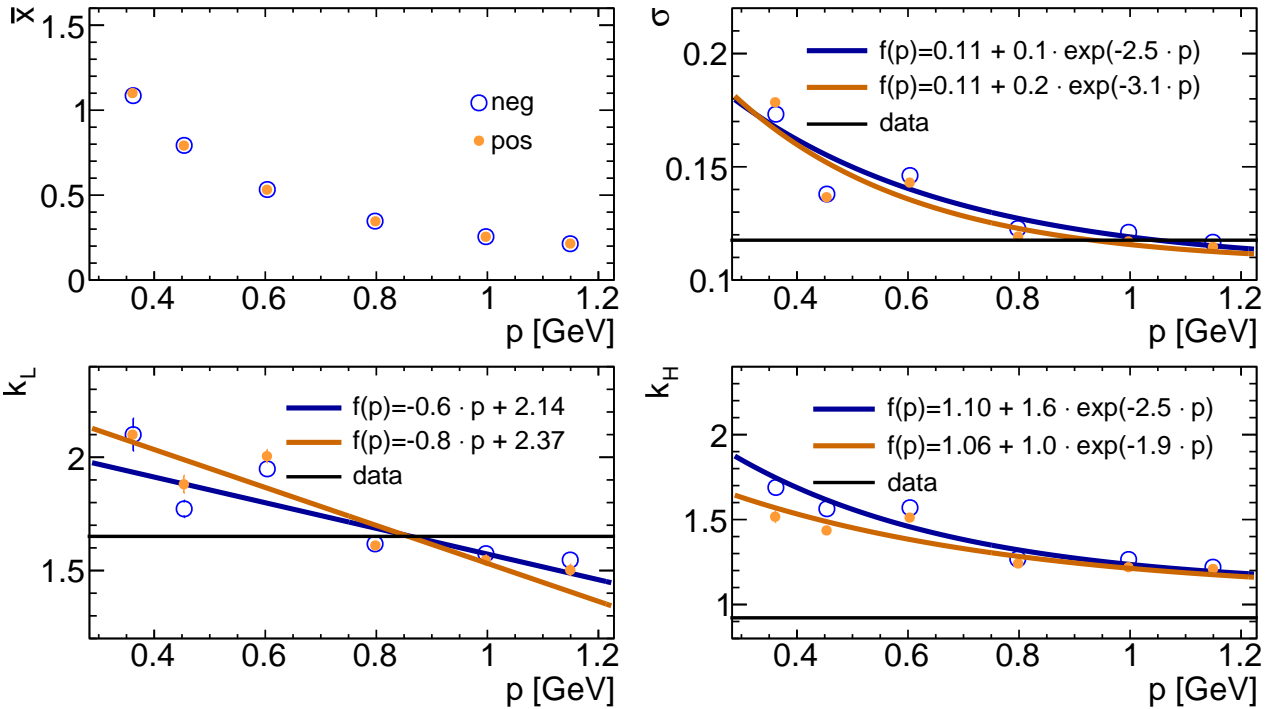 x̄
1.5
1
0.5
0
neg
pos
0.4 0.6 0.8 1 1.2
p [GeV]
σ
0.2
0.15
0.1
f(p)=0.11 + 0.1 · exp(-2.5 · p)
f(p)=0.11 + 0.2 · exp(-3.1 · p)
data
0.4 0.6 0.8 1 1.2
p [GeV]
k_L
2
1.5
f(p)=-0.6 · p + 2.14
f(p)=-0.8 · p + 2.37
data
0.4 0.6 0.8 1 1.2
p [GeV]
k_H
2
1.5
1
f(p)=1.10 + 1.6 · exp(-2.5 · p)
f(p)=1.06 + 1.0 · exp(-1.9 · p)
data
0.4 0.6 0.8 1 1.2
p [GeV]